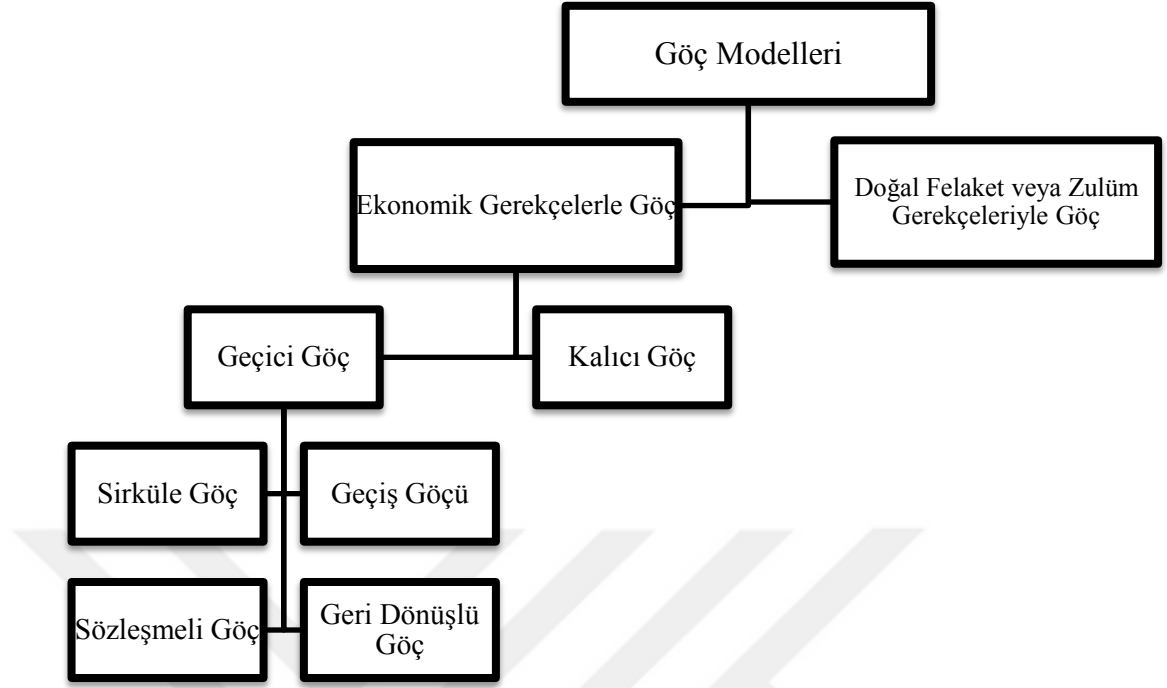 Göç Modelleri
Ekonomik Gerekçelerle Göç
Doğal Felaket veya Zulüm
Gerekçeleriyle Göç
Geçici Göç
Kalıcı Göç
Sirküle Göç
Geçiş Göçü
Sözleşmeli Göç
Geri Dönüşlü
Göç